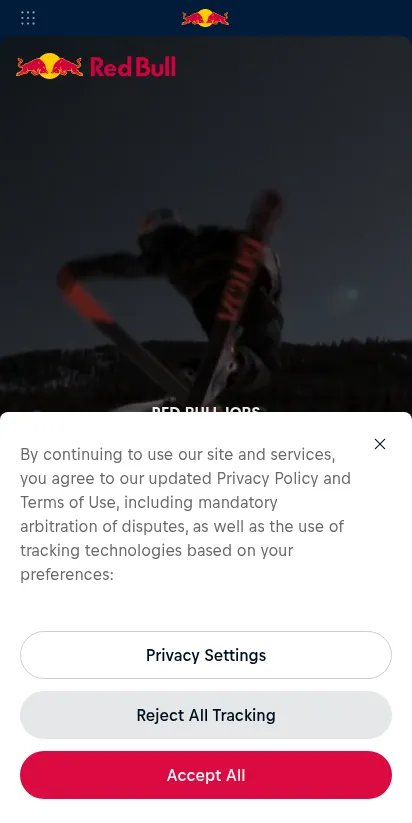 Red Bull
VOLKL
RED BULL JOBS
By continuing to use our site and services,
you agree to our updated Privacy Policy and
Terms of Use, including mandatory
arbitration of disputes, as well as the use of
tracking technologies based on your
preferences:
Privacy Settings
Reject All Tracking
Accept All